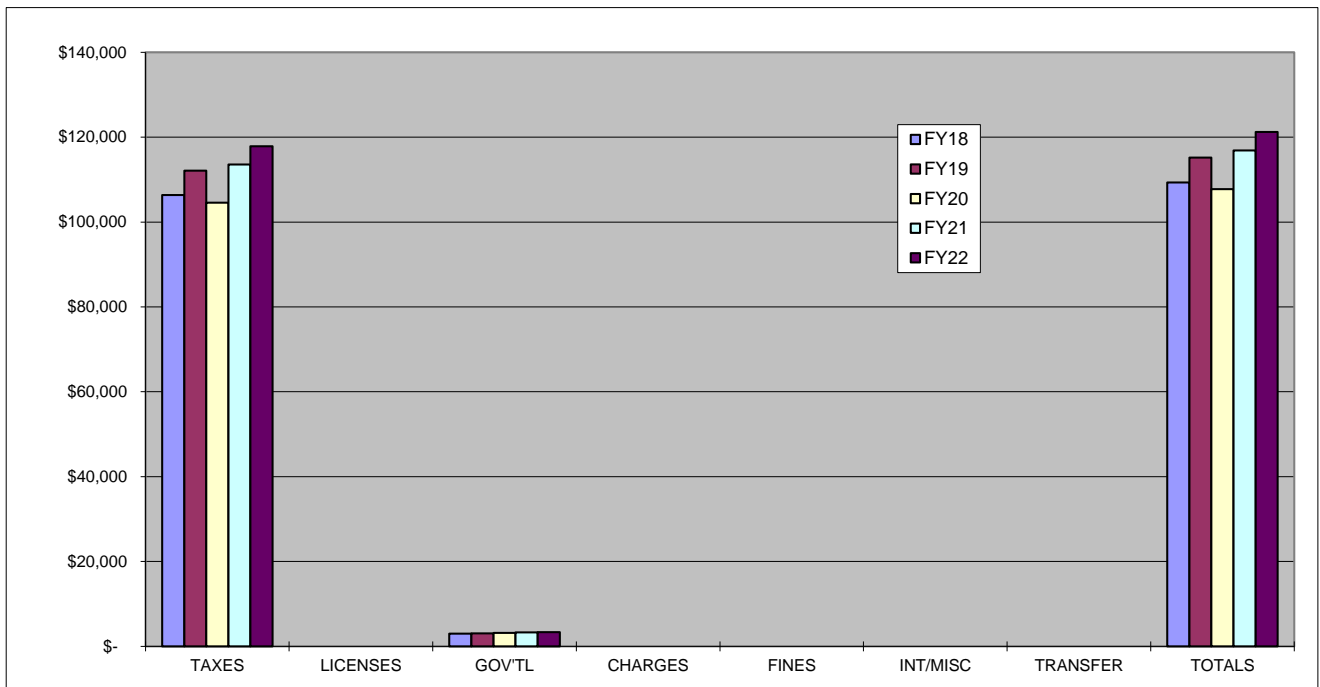 $140,000
$120,000
$100,000
$80,000
$60,000
$40,000
$20,000
$-
FY18
FY19
FY20
FY21
FY22
TAXES LICENSES GOV'TL CHARGES FINES INT/MISC TRANSFER TOTALS